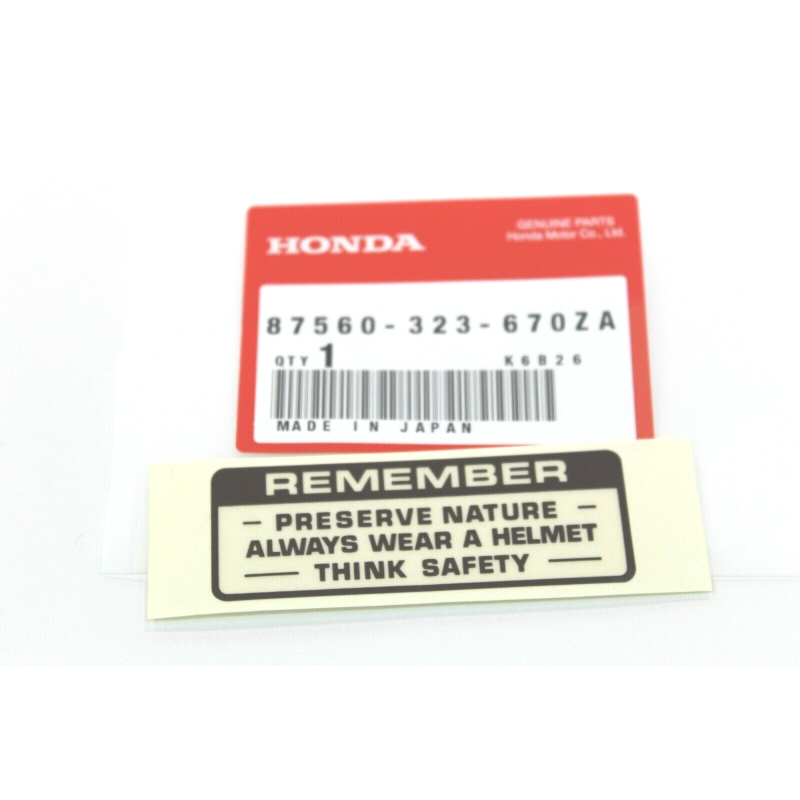 HONDA
GENUINE PARTS
Honda Motor Co., Ltd.
87560-323-670ZA
QTY 1 K6B26
MADE IN JAPAN
REMEMBER
— PRESERVE NATURE —
ALWAYS WEAR A HELMET
— THINK SAFETY —